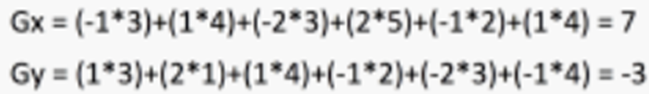 Gx = (-1*3)+(1*4)+(-2*3)+(2*5)+(-1*2)+(1*4) = 7
Gy = (1*3)+(2*1)+(1*4)+(-1*2)+(-2*3)+(-1*4) = -3